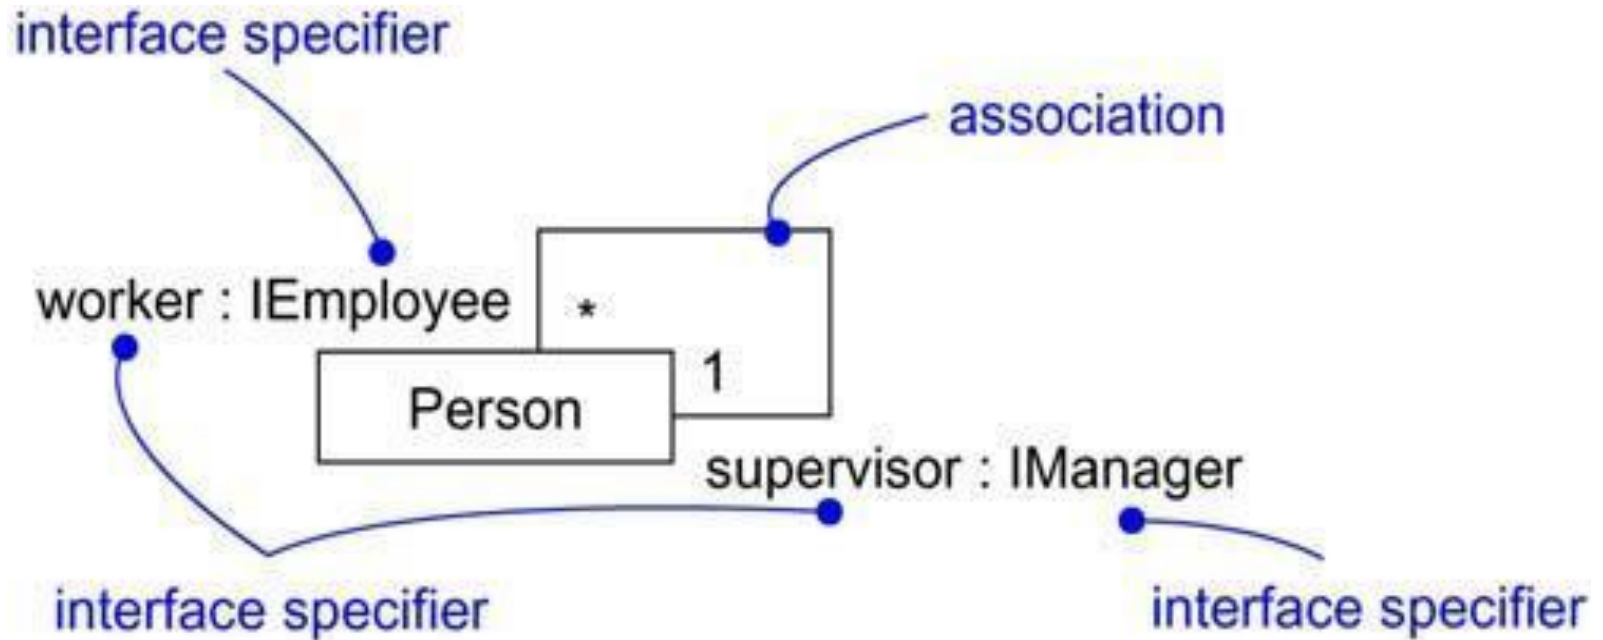 interface specifier
association
worker : IEmployee
*
1
Person
supervisor : IManager
interface specifier
interface specifier